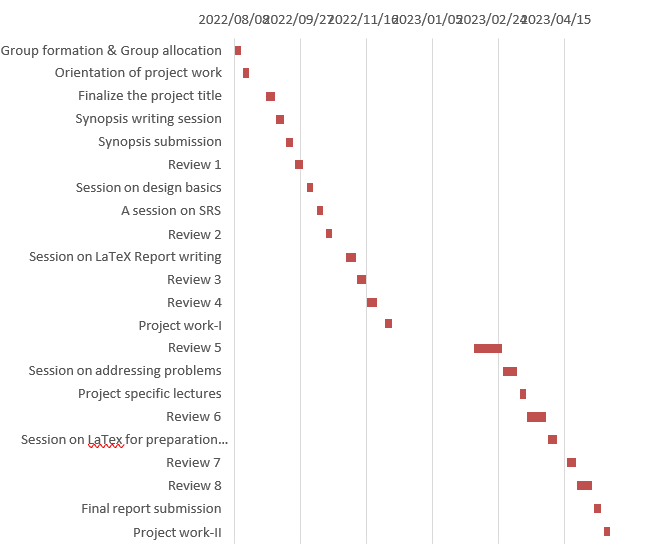 2022/08/08 2022/09/27 2022/11/16 2023/01/05 2023/02/24 2023/04/15
Group formation & Group allocation
Orientation of project work
Finalize the project title
Synopsis writing session
Synopsis submission
Review 1
Session on design basics
A session on SRS
Review 2
Session on LaTeX Report writing
Review 3
Review 4
Project work-I
Review 5
Session on addressing problems
Project specific lectures
Review 6
Session on LaTex for preparation...
Review 7
Review 8
Final report submission
Project work-II